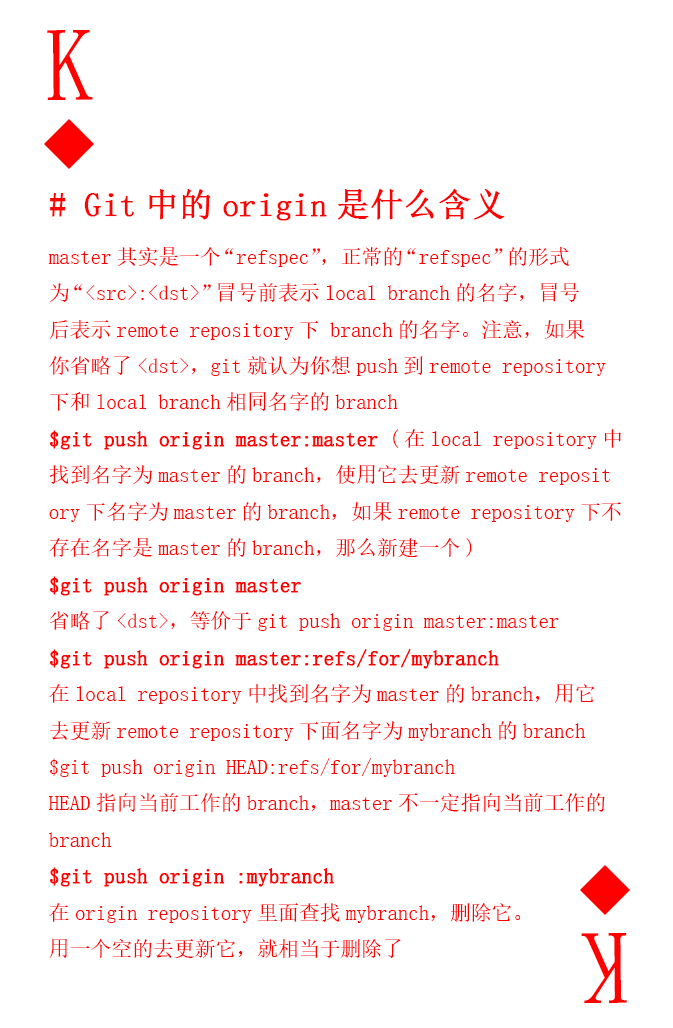 K
# Git 中的 origin 是什么含义
master 其实是一个“refspec”，正常的“refspec”的形式
为“<src>:<dst>”冒号前表示 local branch 的名字，冒号
后表示 remote repository 下 branch 的名字。注意，如果
你省略了 <dst>，git 就认为你想 push 到 remote repository
下和 local branch 相同名字的 branch
$git push origin master:master (在 local repository 中
找到名字为 master 的 branch，使用它去更新 remote reposit
ory 下名字为 master 的 branch，如果 remote repository 下不
存在名字是 master 的 branch，那么新建一个)
$git push origin master
省略了 <dst>，等价于 git push origin master:master
$git push origin master:refs/for/mybranch
在 local repository 中找到名字为 master 的 branch，用它
去更新 remote repository 下面名字为 mybranch 的 branch
$git push origin HEAD:refs/for/mybranch
HEAD 指向当前工作的 branch，master 不一定指向当前工作的
branch
$git push origin :mybranch
在 origin repository 里面查找 mybranch，删除它。
用一个空的去更新它，就相当于删除了
K